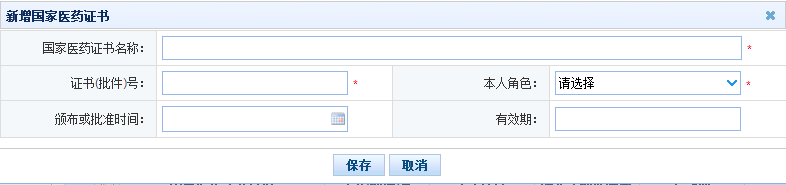 新增国家医药证书
国家医药证书名称： *
证书(批件)号： * 本人角色： 请选择 *
颁布或批准时间： 有效期：
保存 取消